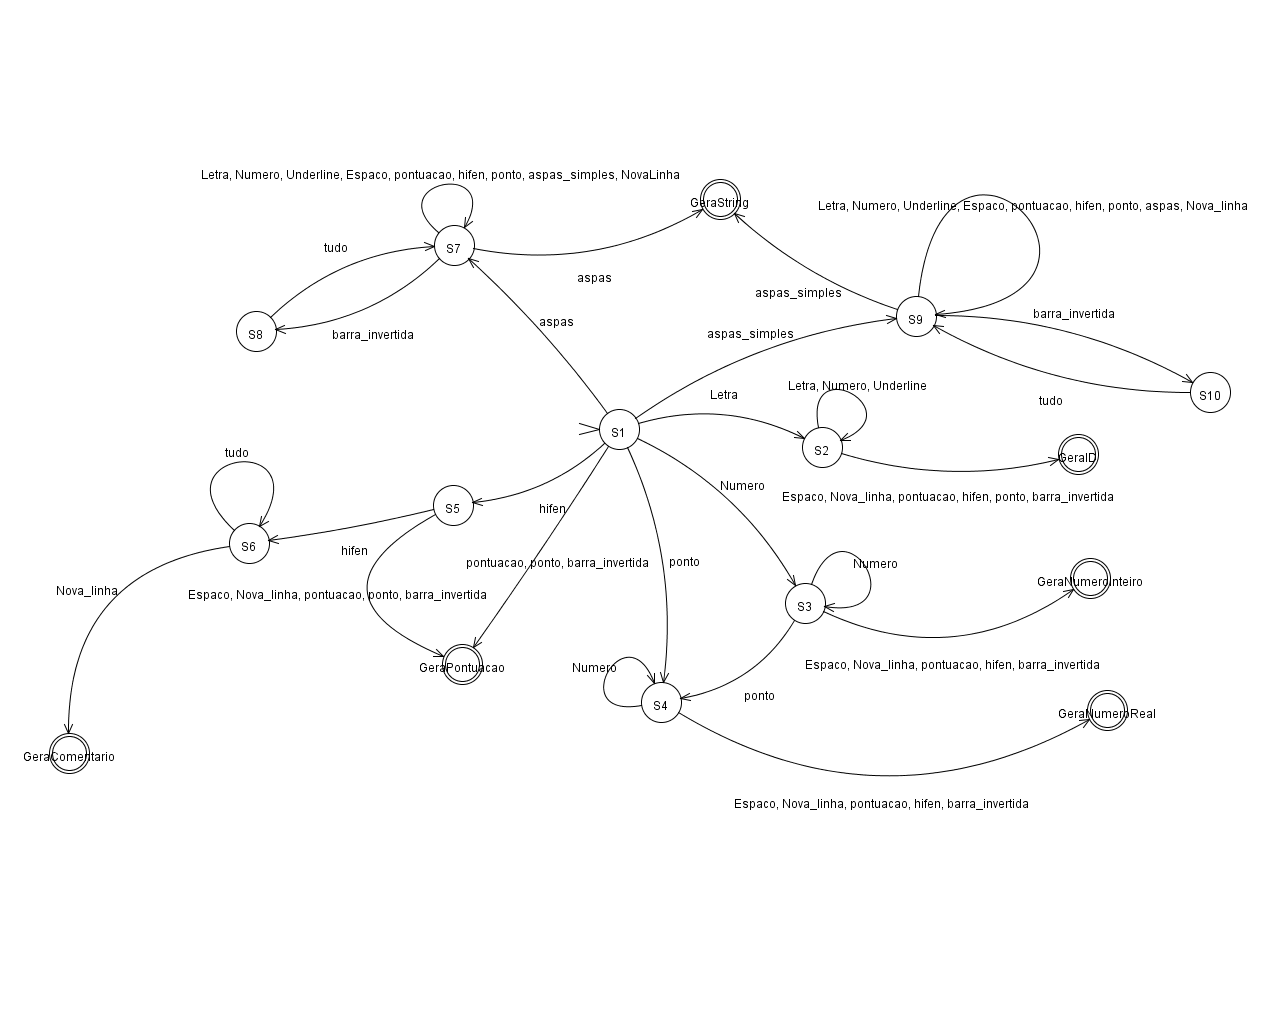 Letra, Numero, Underline, Espaco, pontuacao, hifen, ponto, aspas_simples, NovaLinha
GeraString
Letra, Numero, Underline, Espaco, pontuacao, hifen, ponto, aspas, Nova_linha
tudo
S7
aspas
aspas_simples
S8
barra_invertida
aspas
aspas_simples
S9
barra_invertida
Letra
Letra, Numero, Underline
tudo
S10
S1
S2
GeraID
tudo
Numero
Espaco, Nova_linha, pontuacao, hifen, ponto, barra_invertida
S5
hifen
S6
hifen
pontuacao, ponto, barra_invertida
ponto
Numero
GeraNumeroInteiro
Nova_linha
Espaco, Nova_linha, pontuacao, ponto, barra_invertida
S3
GeraPontuacao
Numero
Espaco, Nova_linha, pontuacao, hifen, barra_invertida
ponto
S4
GeraNumeroReal
GeraComentario
Espaco, Nova_linha, pontuacao, hifen, barra_invertida